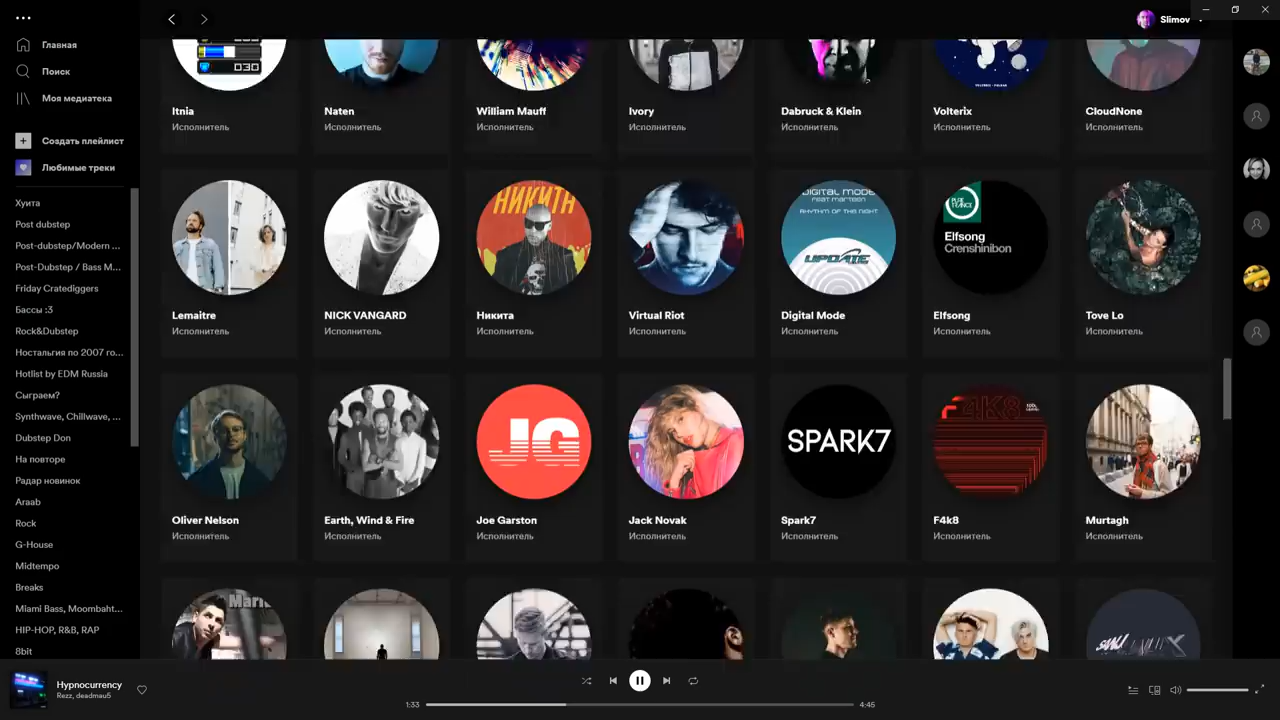 Slimov
Главная
Поиск
Моя медиатека
Создать плейлист
Любимые треки
Хуита
Post dubstep
Post-dubstep/Modern ...
Post-Dubstep / Bass M...
Friday Cratediggers
Бассы :3
Rock&Dubstep
Ностальгия по 2007 го...
Hotlist by EDM Russia
Сыграем?
Synthwave, Chillwave, ...
Dubstep Don
На повторе
Радар новинок
Araab
Rock
G-House
Midtempo
Breaks
Miami Bass, Moombaht...
HIP-HOP, R&B, RAP
8bit
030
Itnia
Исполнитель
Naten
Исполнитель
William Mauff
Исполнитель
Ivory
Исполнитель
Dabruck & Klein
Исполнитель
Volterix
Исполнитель
CloudNone
Исполнитель
Lemaitre
Исполнитель
NICK VANGARD
Исполнитель
НИКИТА
Никита
Исполнитель
Virtual Riot
Исполнитель
DIGITAL MODE
FEAT MARTEEN
RHYTHM OF THE NIGHT
UPDATE
Digital Mode
Исполнитель
PURE
TRANCE
Elfsong
Crenshinibon
Elfsong
Исполнитель
Tove Lo
Исполнитель
Oliver Nelson
Исполнитель
Earth, Wind & Fire
Исполнитель
JG
Joe Garston
Исполнитель
Jack Novak
Исполнитель
SPARK7
Spark7
Исполнитель
F4K8
F4k8
Исполнитель
Murtagh
Исполнитель
Hypnocurrency
Rezz, deadmau5
1:33
4:45